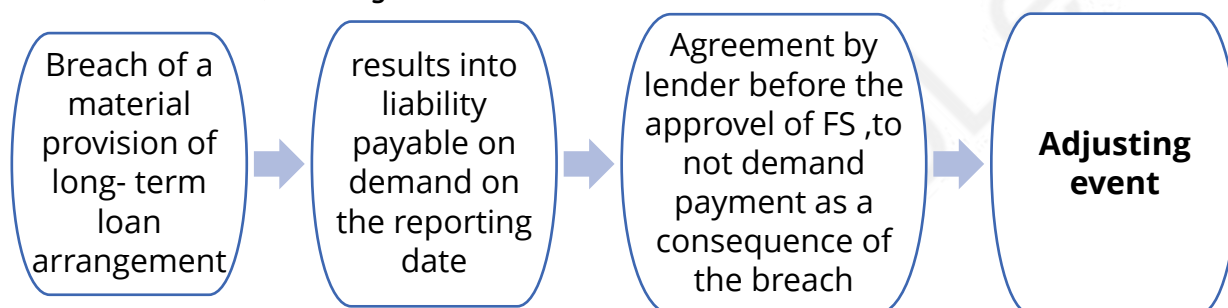 Breach of a
material
provision of
long- term
loan
arrangement
results into
liability
payable on
demand on
the reporting
date
Agreement by
lender before the
approvel of FS ,to
not demand
payment as a
consequence of
the breach
Adjusting
event